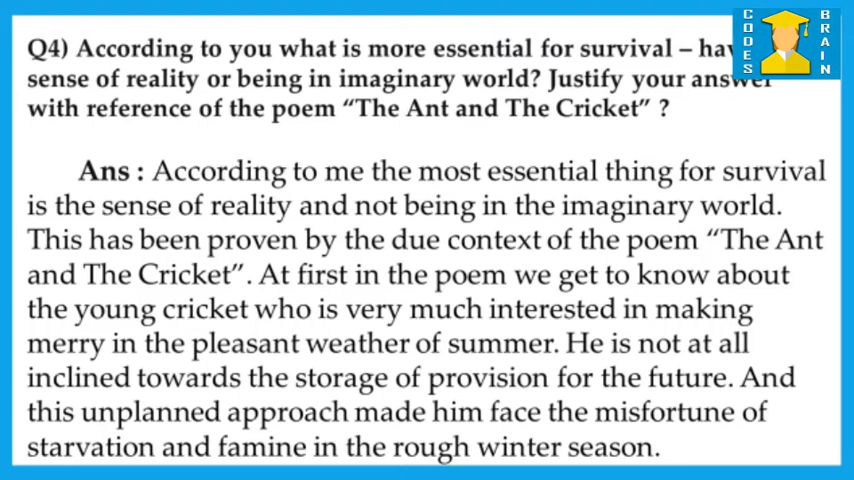 Q4) According to you what is more essential for survival – hav
sense of reality or being in imaginary world? Justify your answer
with reference of the poem “The Ant and The Cricket” ?
CODES
BRAIN
Ans : According to me the most essential thing for survival
is the sense of reality and not being in the imaginary world.
This has been proven by the due context of the poem “The Ant
and The Cricket”. At first in the poem we get to know about
the young cricket who is very much interested in making
merry in the pleasant weather of summer. He is not at all
inclined towards the storage of provision for the future. And
this unplanned approach made him face the misfortune of
starvation and famine in the rough winter season.